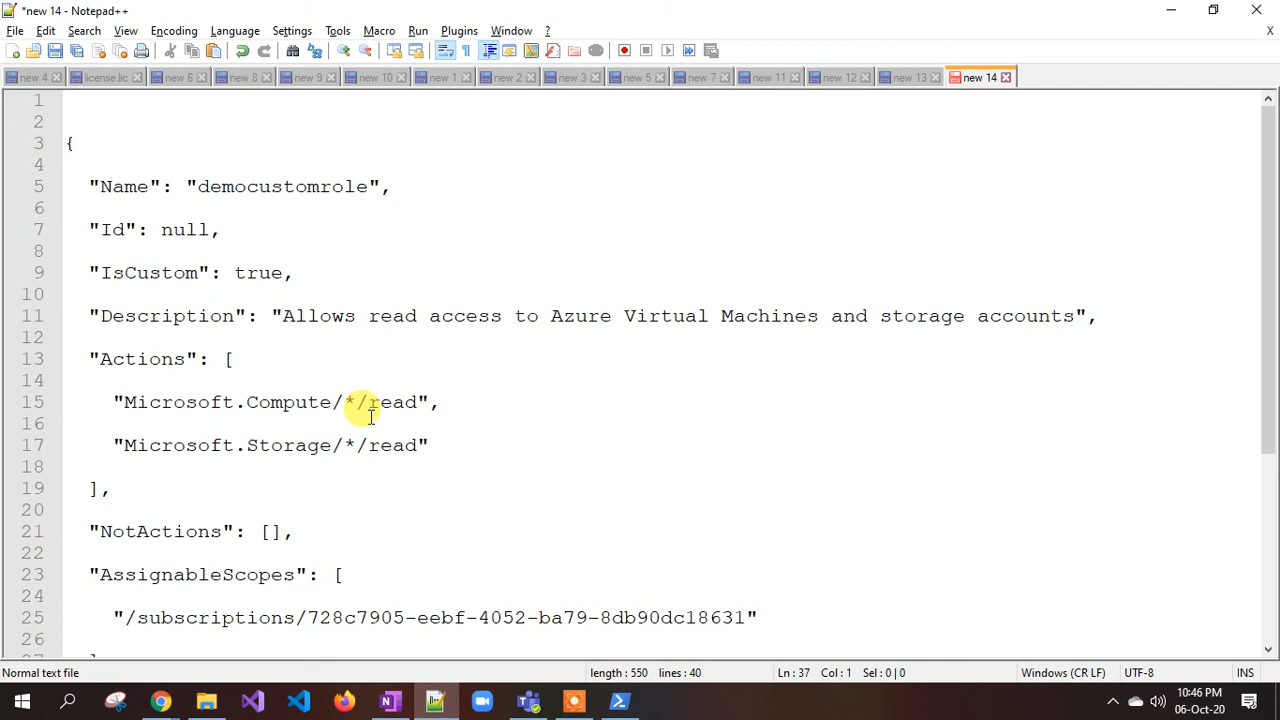 *new 14 - Notepad++
File Edit Search View Encoding Language Settings Tools Macro Run Plugins Window ? X
new 4 license.lic new 6 new 8 new 9 new 10 new 1 new 2 new 3 new 5 new 7 new 11 new 12 new 13 new 14
1
2
3 {
4
5 "Name": "democustomrole",
6
7 "Id": null,
8
9 "IsCustom": true,
10
11 "Description": "Allows read access to Azure Virtual Machines and storage accounts",
12
13 "Actions": [
14
15 "Microsoft.Compute/*/read",
16
17 "Microsoft.Storage/*/read"
18
19 ],
20
21 "NotActions": [],
22
23 "AssignableScopes": [
24
25 "/subscriptions/728c7905-eebf-4052-ba79-8db90dc18631"
26
Normal text file length : 550 lines : 40 Ln : 37 Col : 1 Sel : 0 | 0 Windows (CR LF) UTF-8 INS
10:46 PM
06-Oct-20